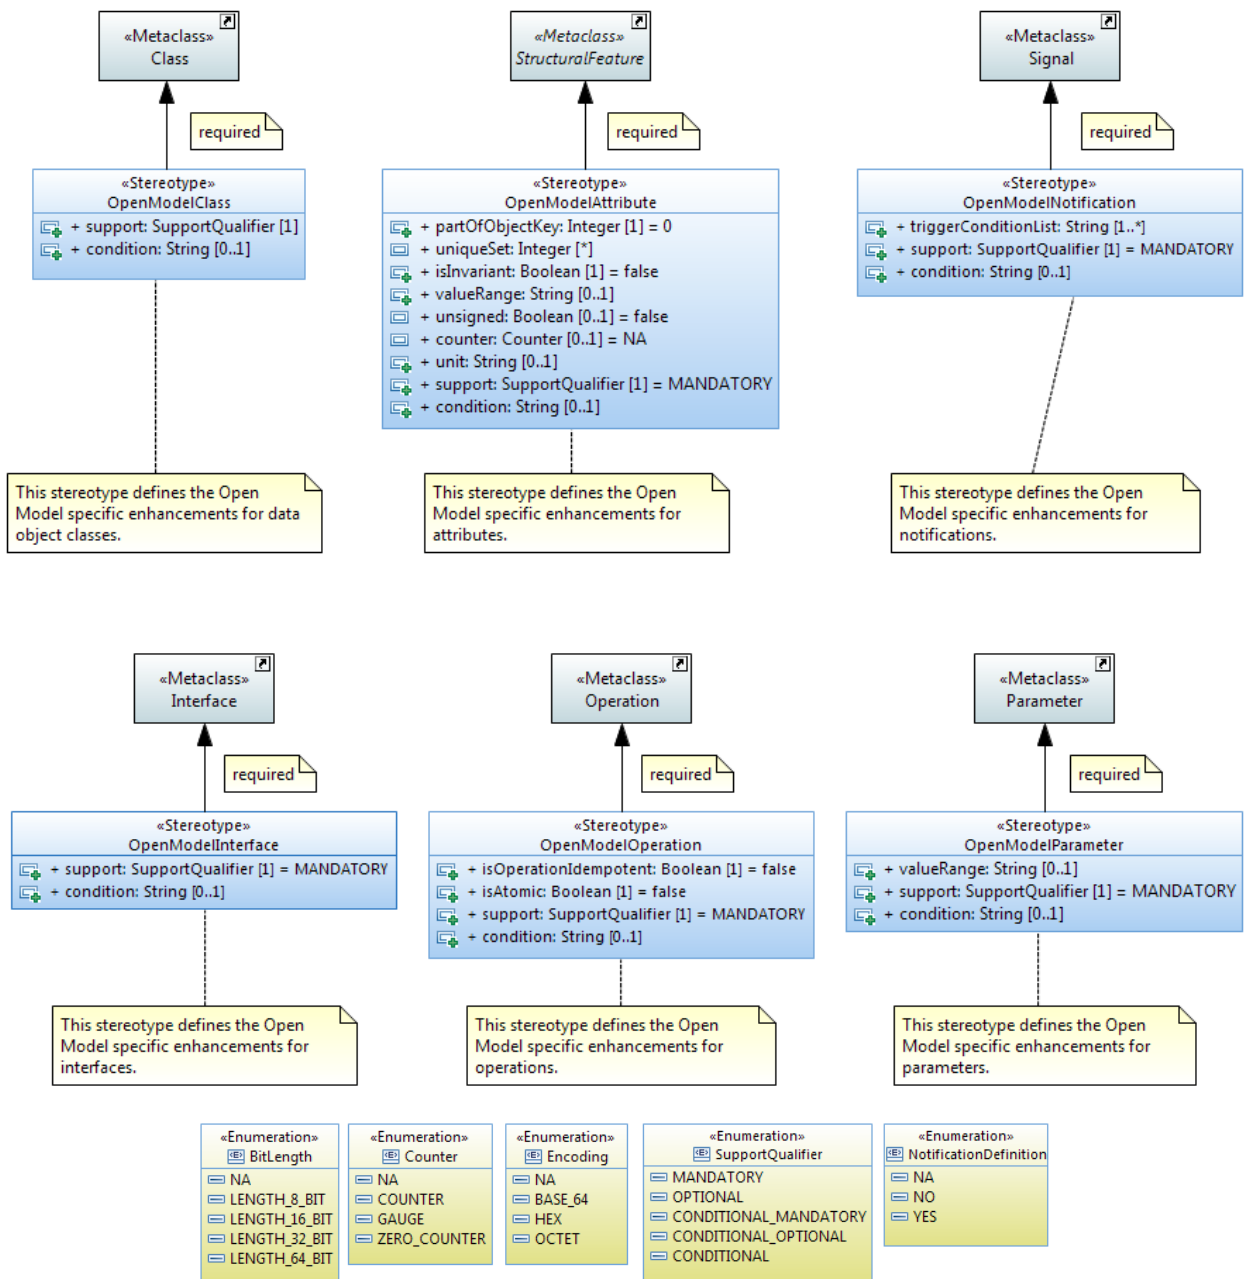 «Metaclass»
Class
«Metaclass»
StructuralFeature
«Metaclass»
Signal
required
required
required
«Stereotype»
OpenModelClass
+ support: SupportQualifier [1]
+ condition: String [0..1]
«Stereotype»
OpenModelAttribute
+ partOfObjectKey: Integer [1] = 0
+ uniqueSet: Integer [*]
+ isInvariant: Boolean [1] = false
+ valueRange: String [0..1]
+ unsigned: Boolean [0..1] = false
+ counter: Counter [0..1] = NA
+ unit: String [0..1]
+ support: SupportQualifier [1] = MANDATORY
+ condition: String [0..1]
«Stereotype»
OpenModelNotification
+ triggerConditionList: String [1..*]
+ support: SupportQualifier [1] = MANDATORY
+ condition: String [0..1]
This stereotype defines the Open
Model specific enhancements for data
object classes.
This stereotype defines the Open
Model specific enhancements for
attributes.
This stereotype defines the Open
Model specific enhancements for
notifications.
«Metaclass»
Interface
«Metaclass»
Operation
«Metaclass»
Parameter
required
required
required
«Stereotype»
OpenModelInterface
+ support: SupportQualifier [1] = MANDATORY
+ condition: String [0..1]
«Stereotype»
OpenModelOperation
+ isOperationIdempotent: Boolean [1] = false
+ isAtomic: Boolean [1] = false
+ support: SupportQualifier [1] = MANDATORY
+ condition: String [0..1]
«Stereotype»
OpenModelParameter
+ valueRange: String [0..1]
+ support: SupportQualifier [1] = MANDATORY
+ condition: String [0..1]
This stereotype defines the Open
Model specific enhancements for
interfaces.
This stereotype defines the Open
Model specific enhancements for
operations.
This stereotype defines the Open
Model specific enhancements for
parameters.
«Enumeration»
BitLength
NA
LENGTH_8_BIT
LENGTH_16_BIT
LENGTH_32_BIT
LENGTH_64_BIT
«Enumeration»
Counter
NA
COUNTER
GAUGE
ZERO_COUNTER
«Enumeration»
Encoding
NA
BASE_64
HEX
OCTET
«Enumeration»
SupportQualifier
MANDATORY
OPTIONAL
CONDITIONAL_MANDATORY
CONDITIONAL_OPTIONAL
CONDITIONAL
«Enumeration»
NotificationDefinition
NA
NO
YES